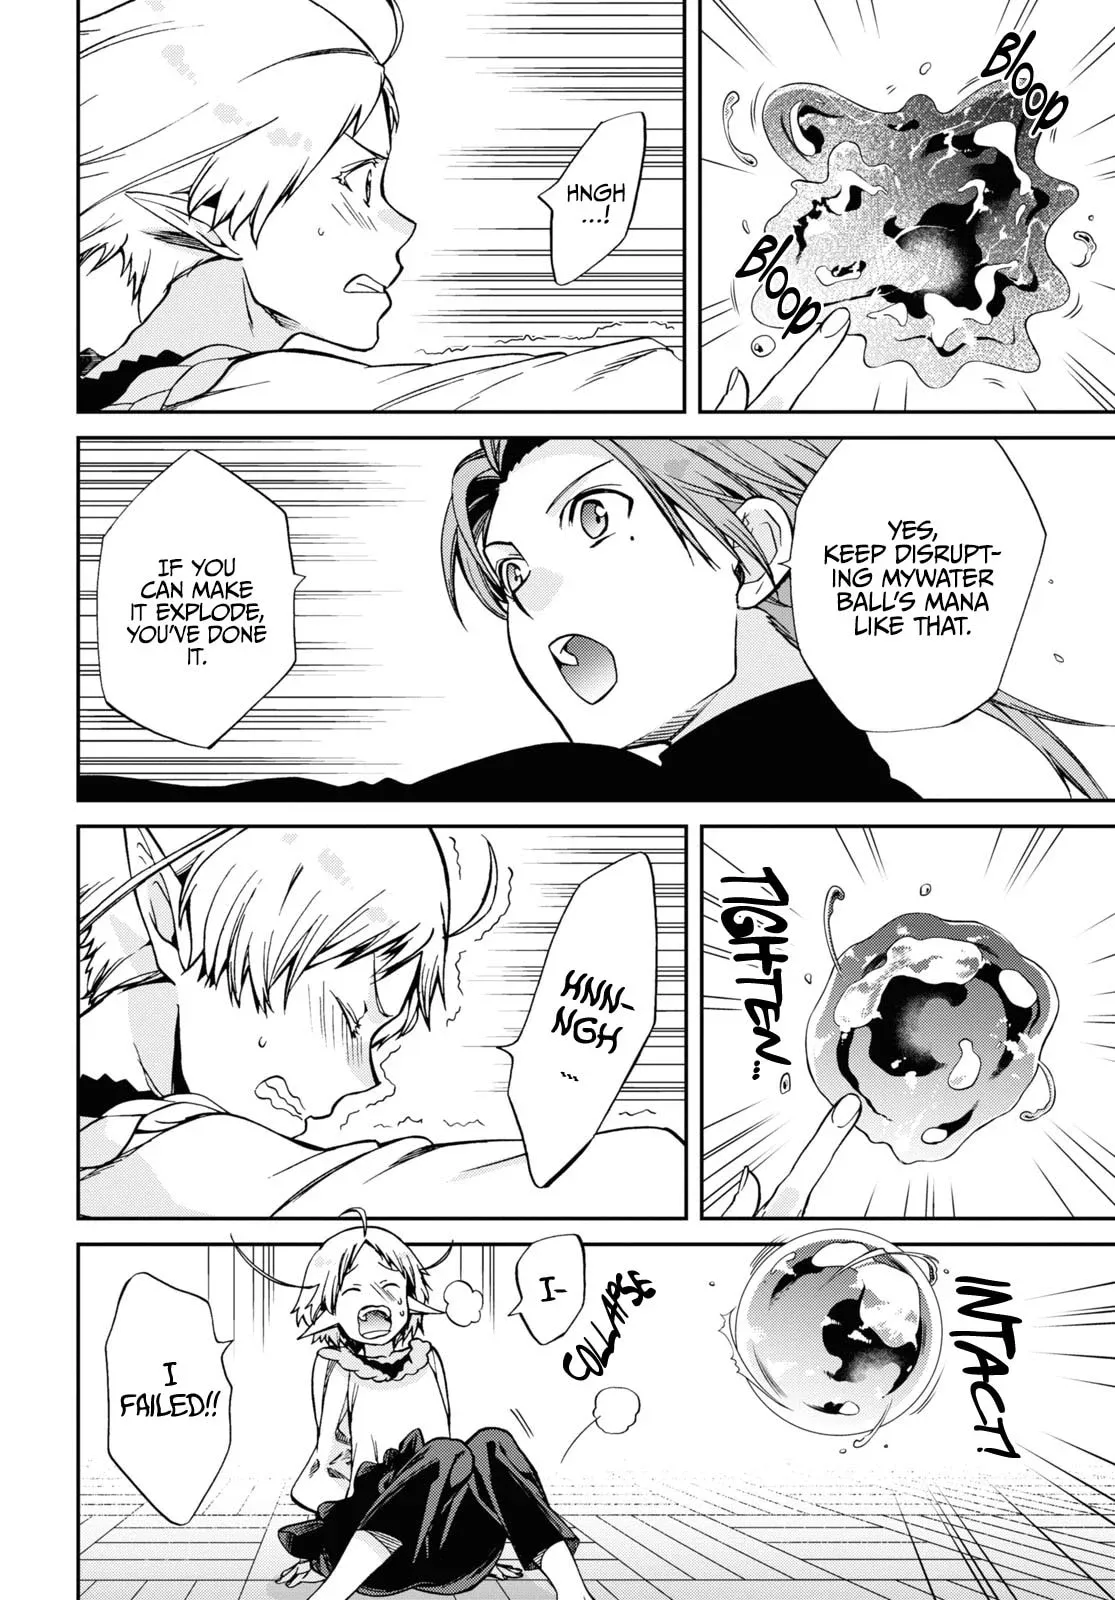 BLOOP
BLOOP
HNGH
...!
YES,
KEEP DISRUPT-
ING MYWATER
BALL'S MANA
LIKE THAT.
IF YOU
CAN MAKE
IT EXPLODE,
YOU'VE DONE
IT.
TIGHTEN...
HNN-
NGH
...
INTACT!
I-
COLLAPSE
I
FAILED!!